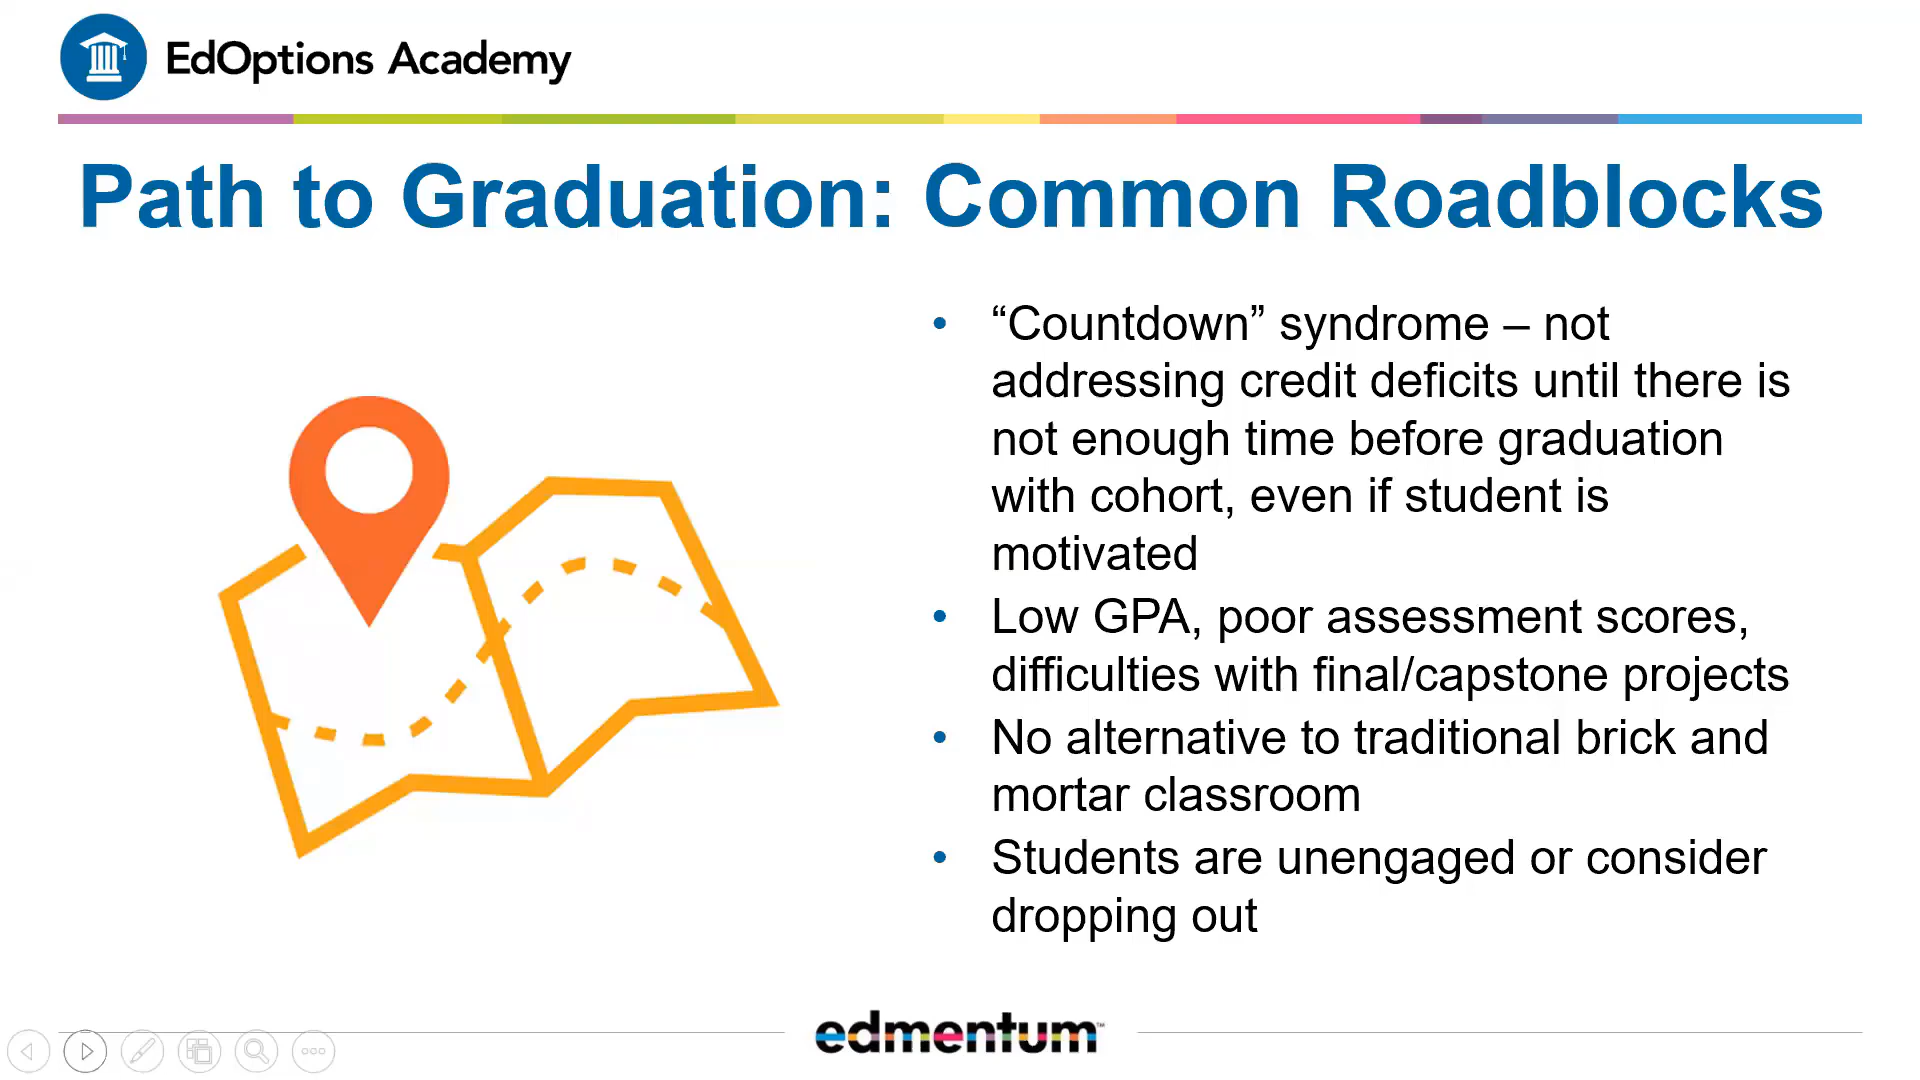 EdOptions Academy
Path to Graduation: Common Roadblocks
• “Countdown” syndrome – not
addressing credit deficits until there is
not enough time before graduation
with cohort, even if student is
motivated
• Low GPA, poor assessment scores,
difficulties with final/capstone projects
• No alternative to traditional brick and
mortar classroom
• Students are unengaged or consider
dropping out
edmentum™